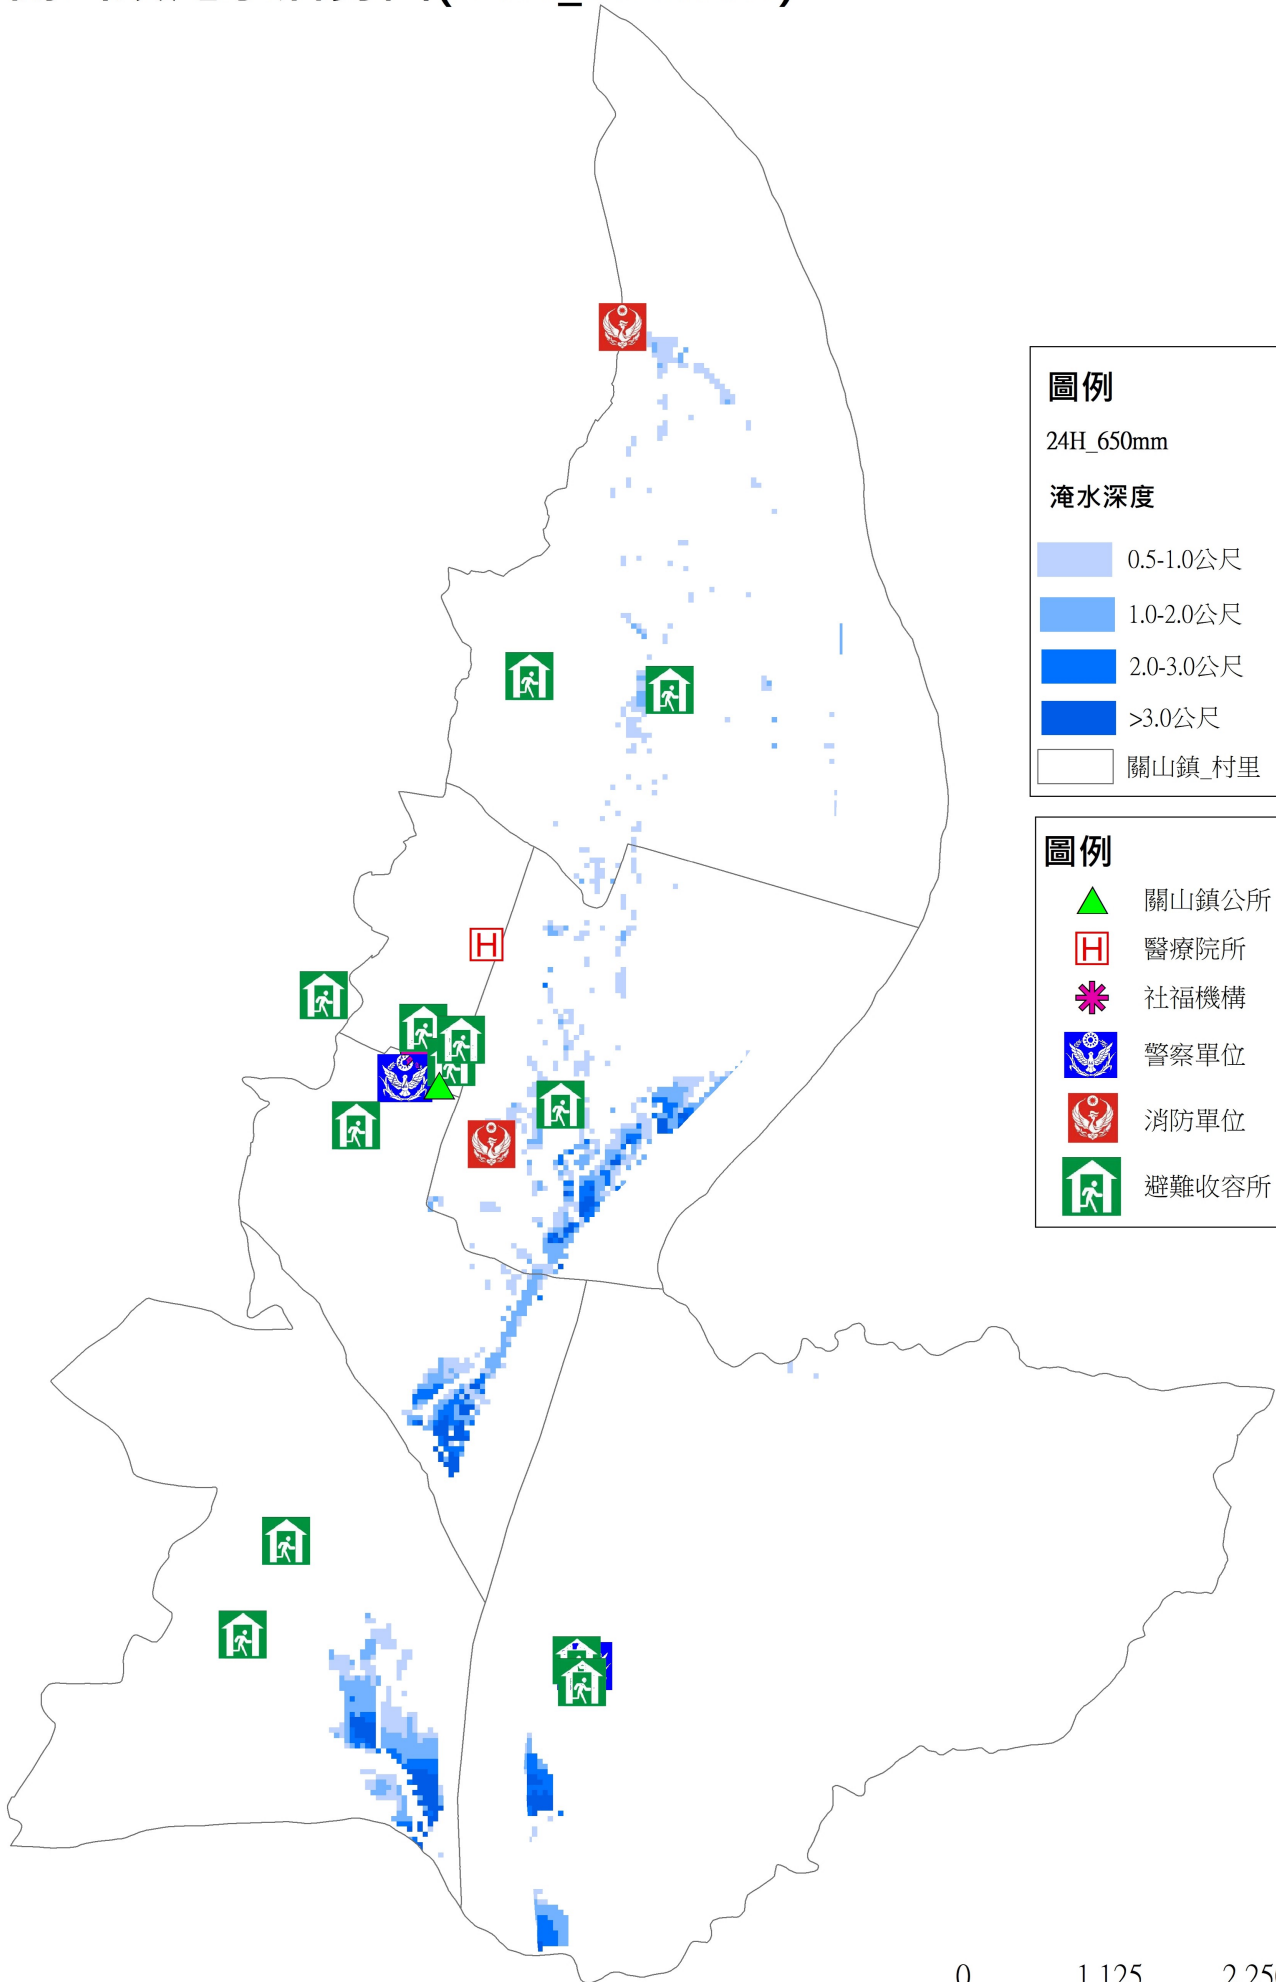 圖例
24H_650mm
淹水深度
0.5-1.0公尺
1.0-2.0公尺
2.0-3.0公尺
>3.0公尺
關山鎮_村里
圖例
關山鎮公所
H
H 醫療院所
社福機構
警察單位
消防單位
避難收容所
0 1,125